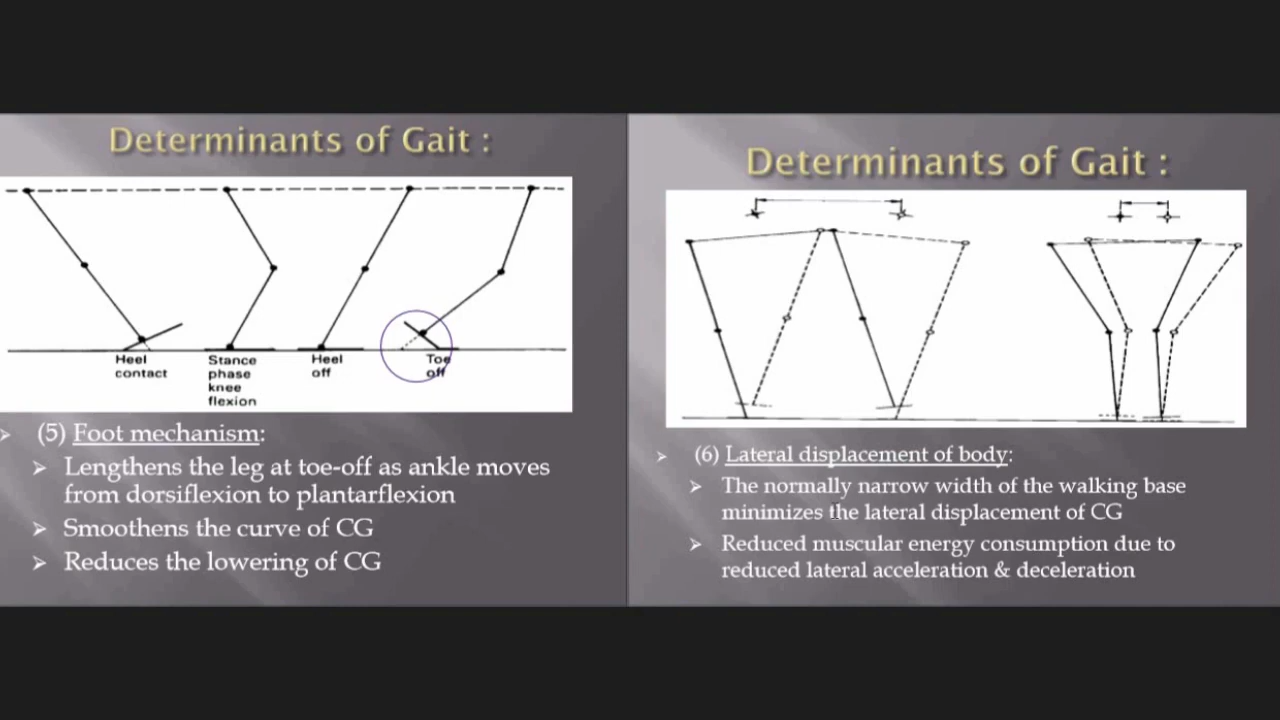 Determinants of Gait :
Heel
contact
Stance
phase
knee
flexion
Heel
off
Toe
off
(5) Foot mechanism:
Lengthens the leg at toe-off as ankle moves
from dorsiflexion to plantarflexion
Smoothens the curve of CG
Reduces the lowering of CG
Determinants of Gait :
(6) Lateral displacement of body:
The normally narrow width of the walking base
minimizes the lateral displacement of CG
Reduced muscular energy consumption due to
reduced lateral acceleration & deceleration